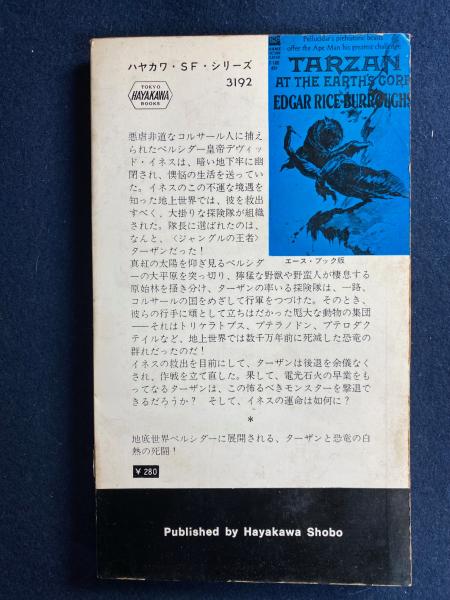 ハヤカワ・SF・シリーズ
3192
TOKYO
HAYAKAWA
BOOKS
Pellucidar's prehistoric beasts
offer the Ape Man his greatest challenge
TARZAN
AT THE EARTH'S CORE
EDGAR RICE BURROUGHS
エース・ブック版
悪虐非道なコルサール人に捕え
られたペルシダー皇帝デヴィッ
ド・イネスは、暗い地下牢に幽
閉され、懊悩の生活を送ってい
た。イネスのこの不運な境遇を
知った地上世界では、彼を救出
すべく、大掛りな探険隊が組織
された。隊長に選ばれたのは、
なんと、〈ジャングルの王者〉
ターザンだった！
真紅の太陽を仰ぎ見るペルシダ
ーの大平原を突っ切り、獰猛な野獣や野蛮人が棲息する
原始林を掻き分け、ターザンの率いる探険隊は、一路、
コルサールの国をめざして行軍をつづけた。そのとき、
彼らの行手に頑として立ちはだかった厖大な動物の集団
――それはトリケラトプス、プテラノドン、プテロダク
テイルなど、地上世界では数千万年前に死滅した恐竜の
群れだったのだ！
イネスの救出を目前にして、ターザンは後退を余儀なく
され、作戦を立て直した。果して、電光石火の早業をも
ってなるターザンは、この怖るべきモンスターを撃退で
きるだろうか？ そして、イネスの運命は如何に？
＊
地底世界ペルシダーに展開される、ターザンと恐竜の白
熱の死闘！
¥280
Published by Hayakawa Shobo